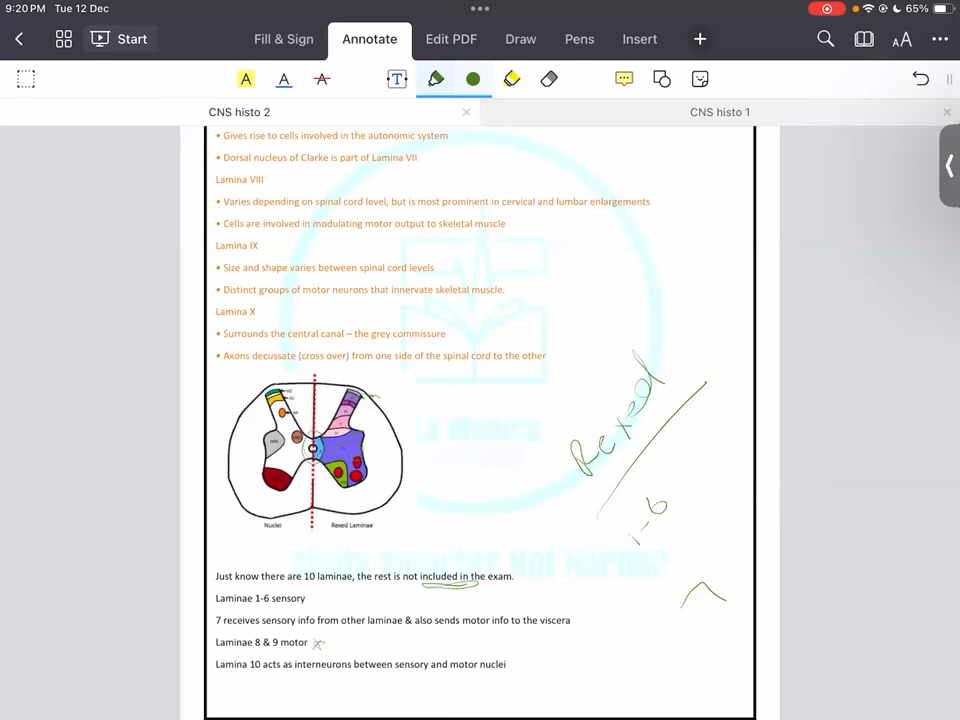 9:20 PM Tue 12 Dec
65%
Start
Fill & Sign
Annotate
Edit PDF
Draw
Pens
Insert
CNS histo 2
CNS histo 1
• Gives rise to cells involved in the autonomic system
• Dorsal nucleus of Clarke is part of Lamina VII
Lamina VIII
• Varies depending on spinal cord level, but is most prominent in cervical and lumbar enlargements
• Cells are involved in modulating motor output to skeletal muscle
Lamina IX
• Size and shape varies between spinal cord levels
• Distinct groups of motor neurons that innervate skeletal muscle.
Lamina X
• Surrounds the central canal – the grey commissure
• Axons decussate (cross over) from one side of the spinal cord to the other
Rexed
La Medica
1-6
Nuclei
Rexed Laminae
Study Smarter Not Harder
Just know there are 10 laminae, the rest is not included in the exam.
Laminae 1-6 sensory
7 receives sensory info from other laminae & also sends motor info to the viscera
Laminae 8 & 9 motor
Lamina 10 acts as interneurons between sensory and motor nuclei